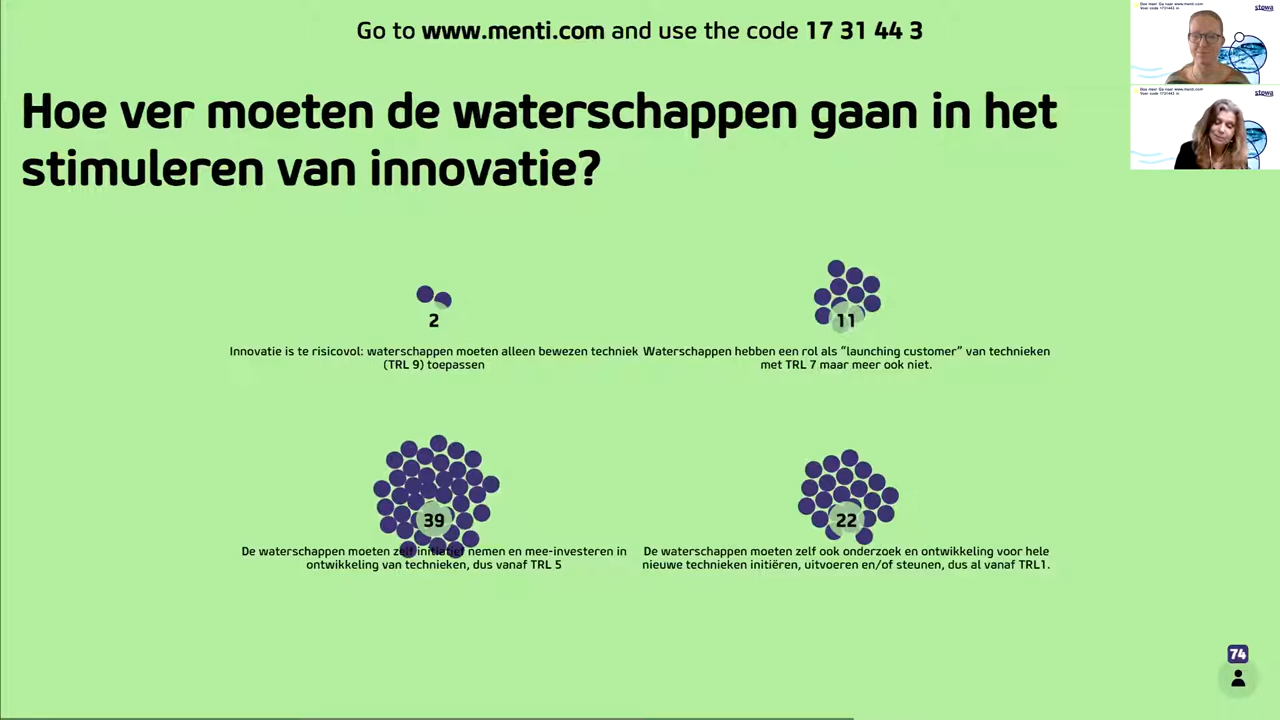 Go to www.menti.com and use the code 17 31 44 3
Hoe ver moeten de waterschappen gaan in het
stimuleren van innovatie?
2
Innovatie is te risicovol: waterschappen moeten alleen bewezen techniek
(TRL 9) toepassen
11
Waterschappen hebben een rol als “launching customer” van technieken
met TRL 7 maar meer ook niet.
39
De waterschappen moeten zelf initiatief nemen en mee-investeren in
ontwikkeling van technieken, dus vanaf TRL 5
22
De waterschappen moeten zelf ook onderzoek en ontwikkeling voor hele
nieuwe technieken initiëren, uitvoeren en/of steunen, dus al vanaf TRL1.
74
stowa
stowa